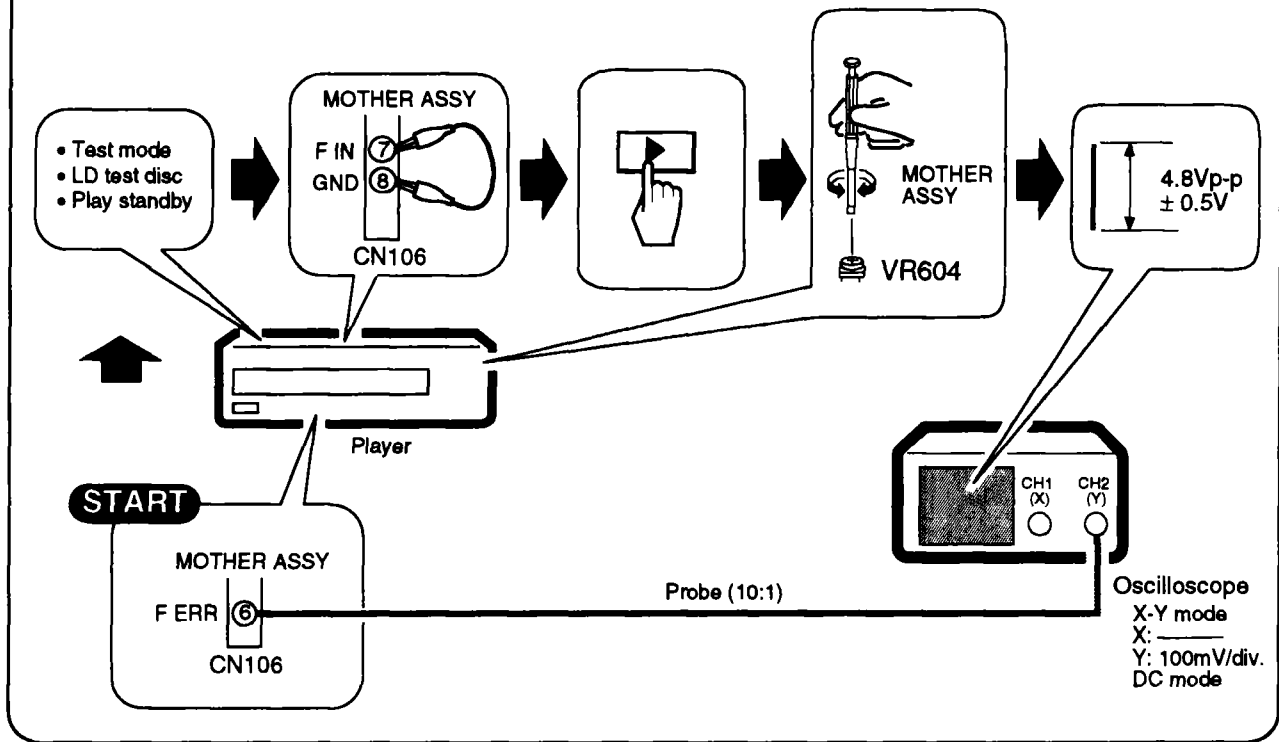 • Test mode
• LD test disc
• Play standby
MOTHER ASSY
F IN ⑦
GND ⑧
CN106
MOTHER
ASSY
VR604
4.8Vp-p
± 0.5V
Player
START
MOTHER ASSY
F ERR ⑥
CN106
Probe (10:1)
CH1
(X)
CH2
(Y)
Oscilloscope
X-Y mode
X: ———
Y: 100mV/div.
DC mode